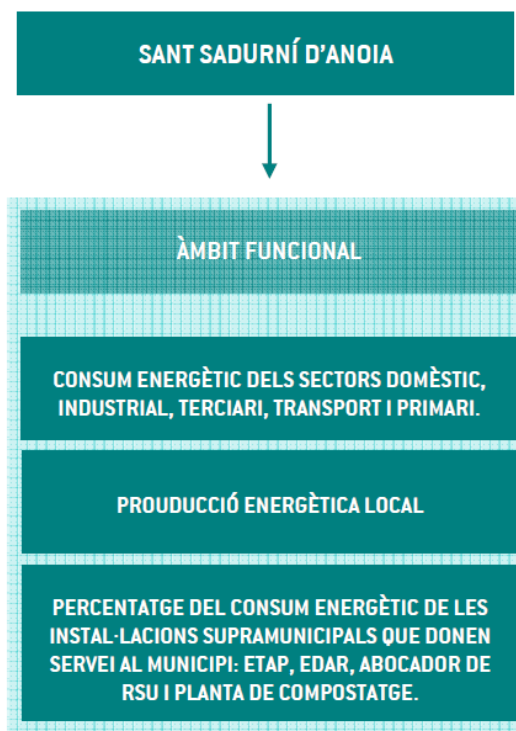 SANT SADURNÍ D'ANOIA
ÀMBIT FUNCIONAL
CONSUM ENERGÈTIC DELS SECTORS DOMÈSTIC,
INDUSTRIAL, TERCIARI, TRANSPORT I PRIMARI.
PROUDUCCIÓ ENERGÈTICA LOCAL
PERCENTATGE DEL CONSUM ENERGÈTIC DE LES
INSTAL·LACIONS SUPRAMUNICIPALS QUE DONEN
SERVEI AL MUNICIPI: ETAP, EDAR, ABOCADOR DE
RSU I PLANTA DE COMPOSTATGE.